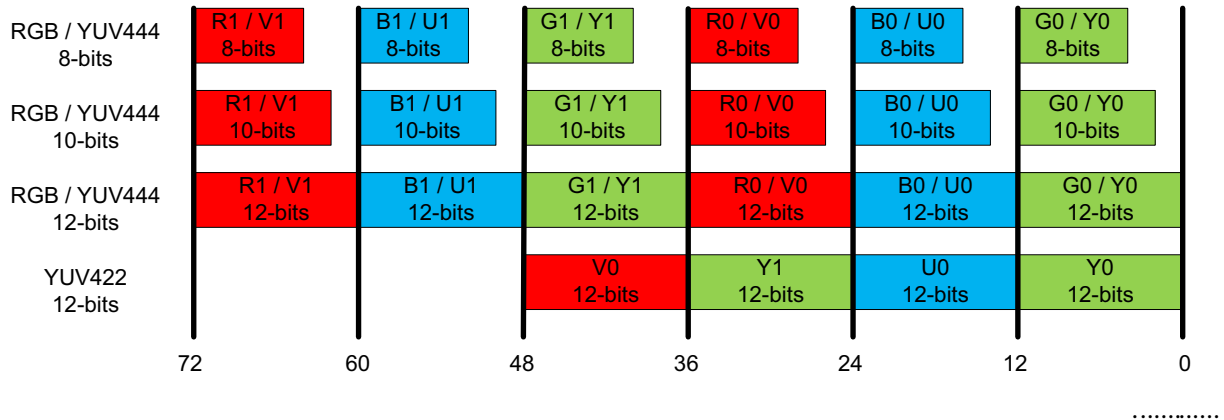 RGB / YUV444
8-bits
R1 / V1
8-bits
B1 / U1
8-bits
G1 / Y1
8-bits
R0 / V0
8-bits
B0 / U0
8-bits
G0 / Y0
8-bits
RGB / YUV444
10-bits
R1 / V1
10-bits
B1 / U1
10-bits
G1 / Y1
10-bits
R0 / V0
10-bits
B0 / U0
10-bits
G0 / Y0
10-bits
RGB / YUV444
12-bits
R1 / V1
12-bits
B1 / U1
12-bits
G1 / Y1
12-bits
R0 / V0
12-bits
B0 / U0
12-bits
G0 / Y0
12-bits
YUV422
12-bits
V0
12-bits
Y1
12-bits
U0
12-bits
Y0
12-bits
72 60 48 36 24 12 0